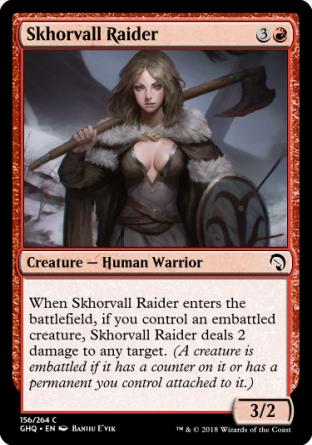 Skhorvall Raider 3
Creature — Human Warrior
When Skhorvall Raider enters the
battlefield, if you control an embattled
creature, Skhorvall Raider deals 2
damage to any target. (A creature is
embattled if it has a counter on it or has a
permanent you control attached to it.)
3/2
156/264 C
GHQ • EN Banjiu E'vik
™ & © 2018 Wizards of the Coast